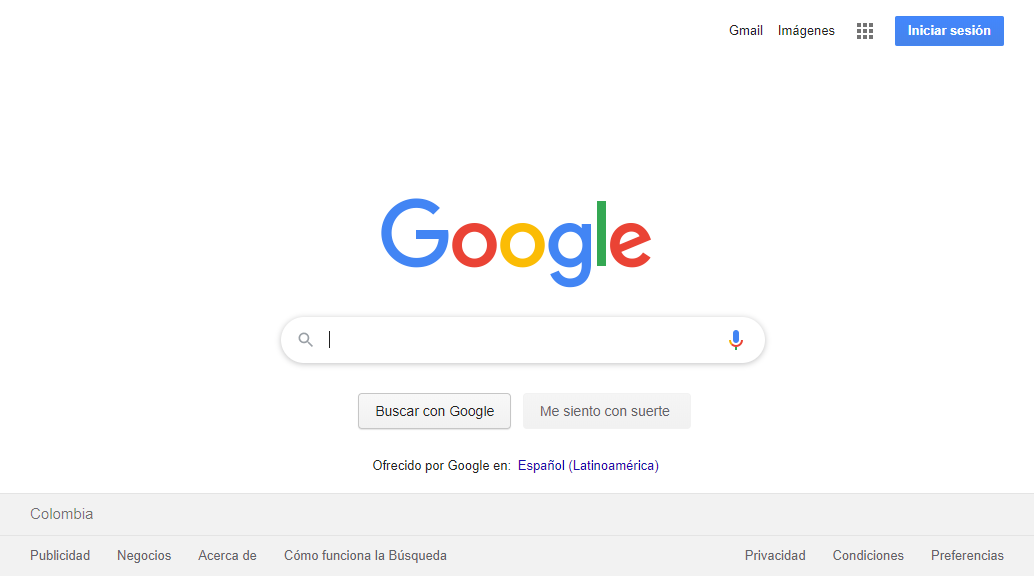 Gmail Imágenes Iniciar sesión
Google
Buscar con Google Me siento con suerte
Ofrecido por Google en: Español (Latinoamérica)
Colombia
Publicidad Negocios Acerca de Cómo funciona la Búsqueda Privacidad Condiciones Preferencias